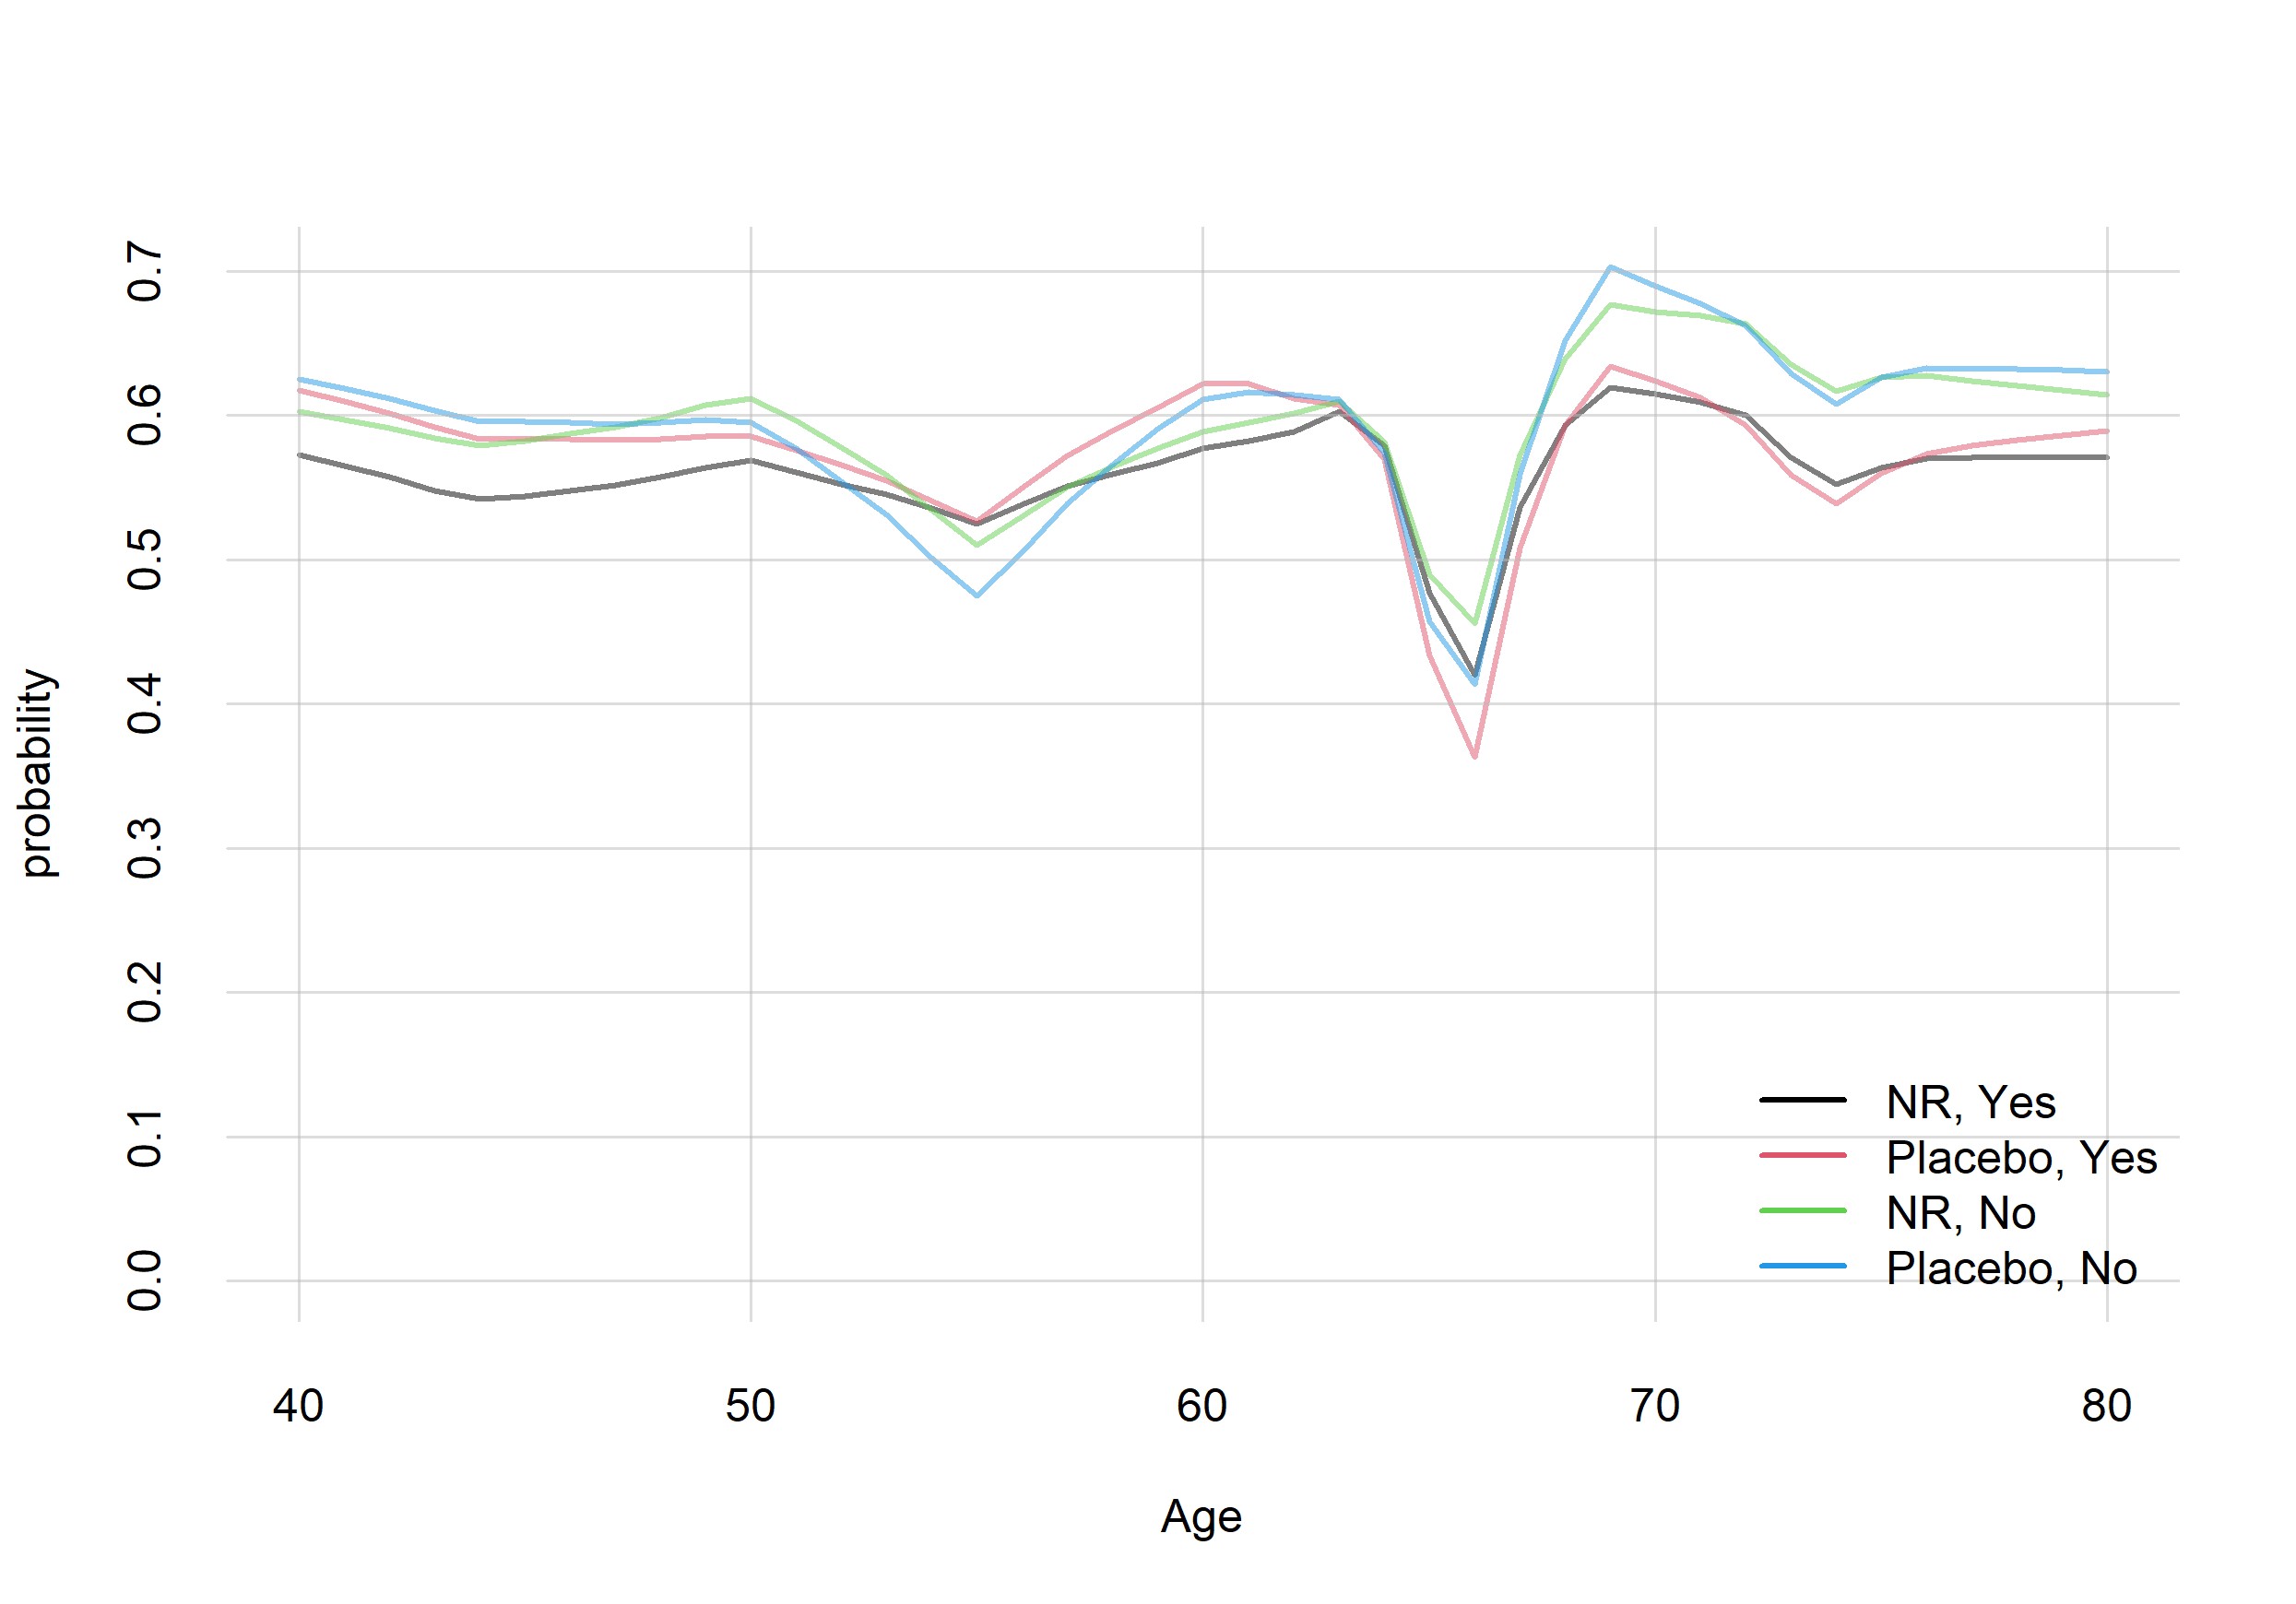 0.7
0.6
0.5
0.4
0.3
0.2
0.1
0.0
probability
40 50 60 70 80
Age
NR, Yes
Placebo, Yes
NR, No
Placebo, No